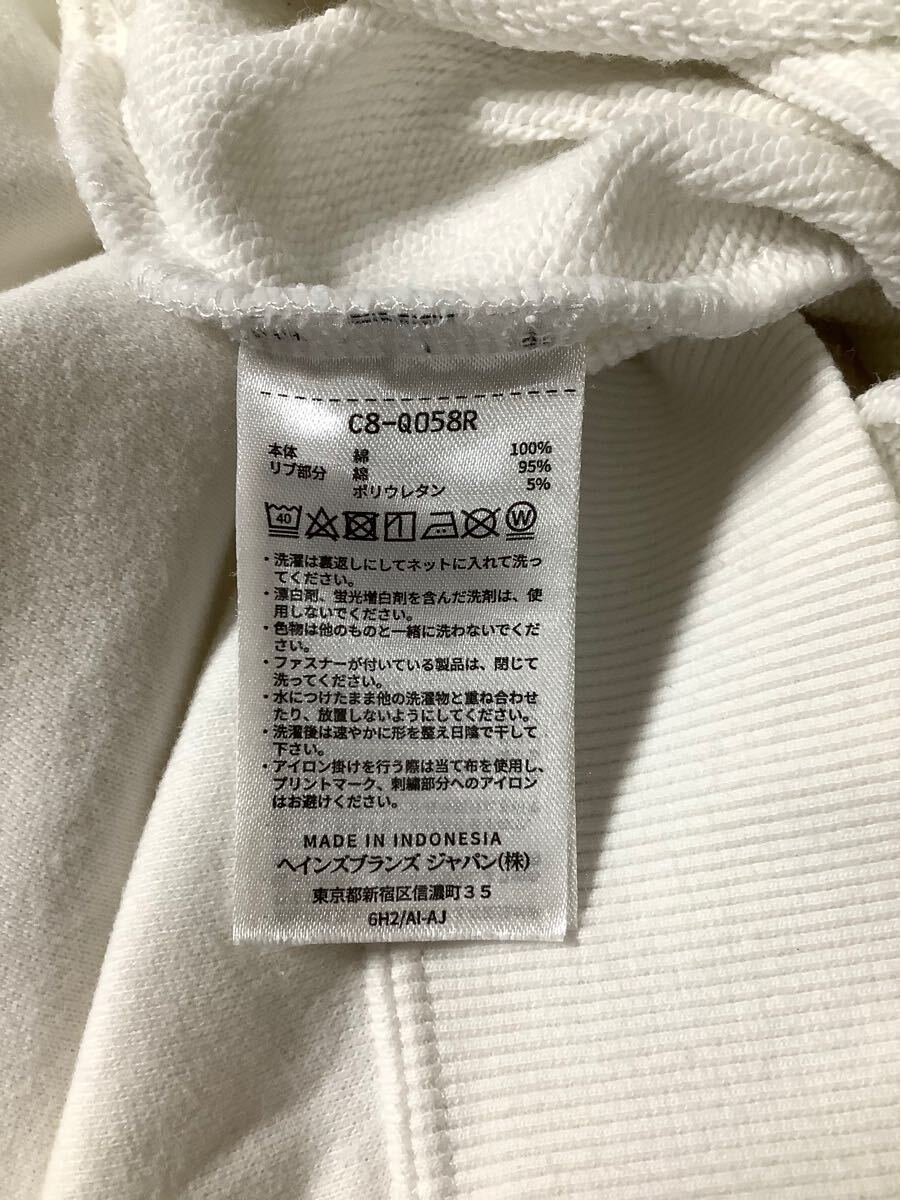 C8-Q058R
本体 綿 100%
リブ部分 綿 95%
ポリウレタン 5%
40 W
・洗濯は裏返しにしてネットに入れて洗っ
てください。
・漂白剤、蛍光増白剤を含んだ洗剤は、使
用しないでください。
・色物は他のものと一緒に洗わないでくだ
さい。
・ファスナーが付いている製品は、閉じて
洗ってください。
・水につけたまま他の洗濯物と重ね合わせ
たり、放置しないようにしてください。
・洗濯後は速やかに形を整え日陰で干して
下さい。
・アイロン掛けを行う際は当て布を使用し、
プリントマーク、刺繍部分へのアイロン
はお避けください。
MADE IN INDONESIA
ヘインズブランズ ジャパン(株)
東京都新宿区信濃町３５
6H2/AI-AJ